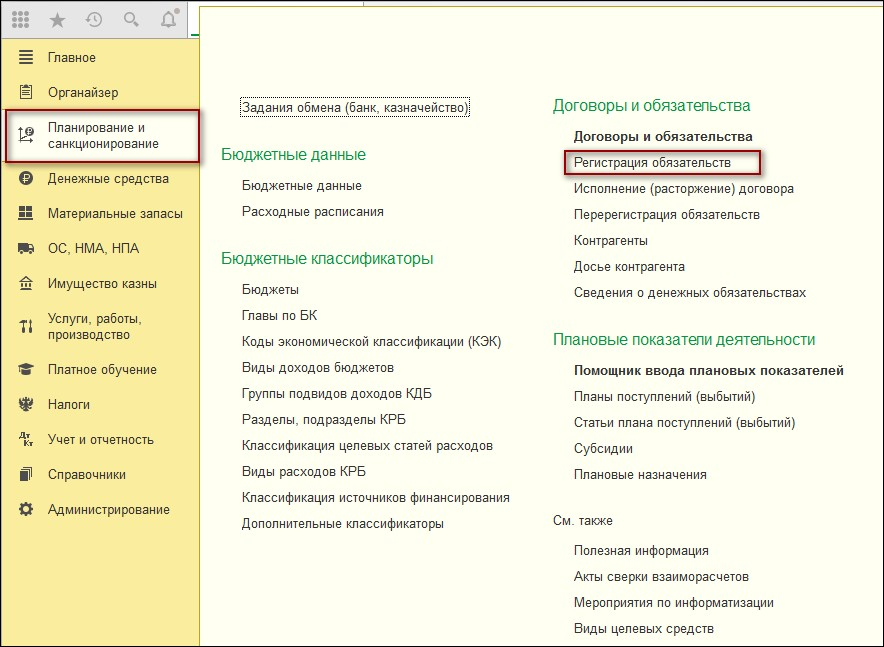 Главное
Органайзер
Планирование и
санкционирование
Денежные средства
Материальные запасы
ОС, НМА, НПА
Имущество казны
Услуги, работы,
производство
Платное обучение
Налоги
Учет и отчетность
Справочники
Администрирование
Задания обмена (банк, казначейство)
Бюджетные данные
Бюджетные данные
Расходные расписания
Бюджетные классификаторы
Бюджеты
Главы по БК
Коды экономической классификации (КЭК)
Виды доходов бюджетов
Группы подвидов доходов КДБ
Разделы, подразделы КРБ
Классификация целевых статей расходов
Виды расходов КРБ
Классификация источников финансирования
Дополнительные классификаторы
Договоры и обязательства
Договоры и обязательства
Регистрация обязательств
Исполнение (расторжение) договора
Перерегистрация обязательств
Контрагенты
Досье контрагента
Сведения о денежных обязательствах
Плановые показатели деятельности
Помощник ввода плановых показателей
Планы поступлений (выбытий)
Статьи плана поступлений (выбытий)
Субсидии
Плановые назначения
См. также
Полезная информация
Акты сверки взаиморасчетов
Мероприятия по информатизации
Виды целевых средств